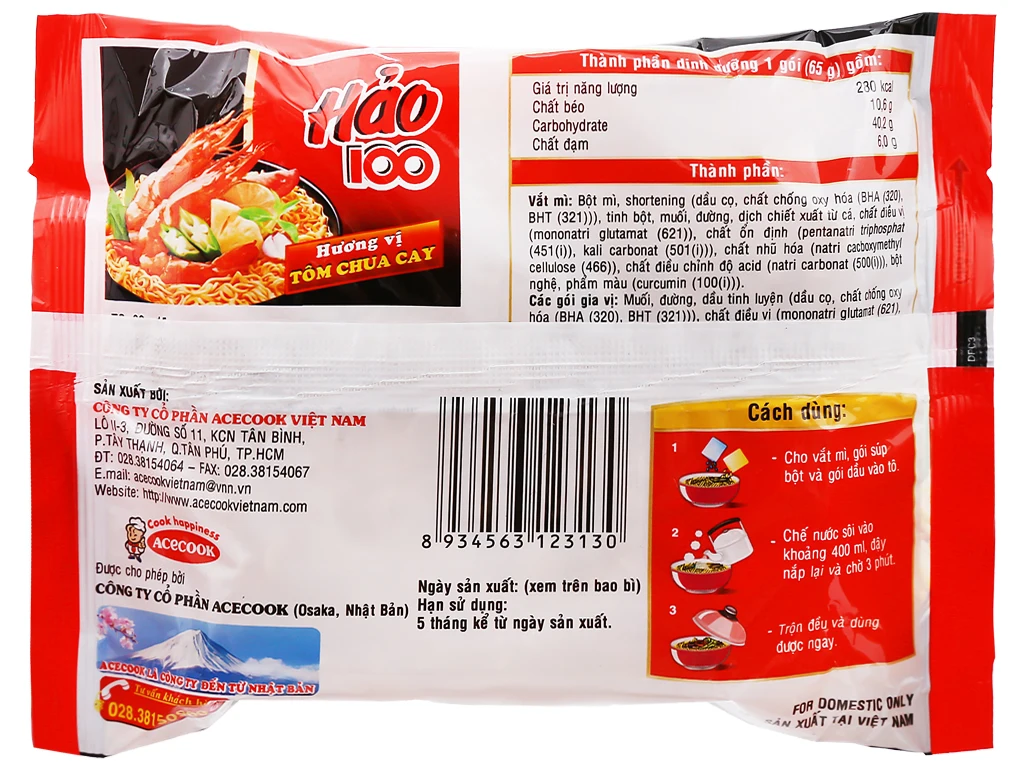 Hảo
100
Hương vị
TÔM CHUA CAY
Thành phần dinh dưỡng 1 gói (65 g) gồm:
Giá trị năng lượng 280 kcal
Chất béo 10,6 g
Carbohydrate 40,2 g
Chất đạm 6,0 g
Thành phần:
Vắt mì: Bột mì, shortening (dầu cọ, chất chống oxy hóa (BHA (320),
BHT (321))), tinh bột, muối, đường, dịch chiết xuất từ cá, chất điều vị
(mononatri glutamat (621)), chất ổn định (pentanatri triphosphat
(451(i)), kali carbonat (501(i))), chất nhũ hóa (natri cacboxymethyl
cellulose (466)), chất điều chỉnh độ acid (natri carbonat (500(i))), bột
nghệ, phẩm màu (curcumin (100(i))).
Các gói gia vị: Muối, đường, dầu tinh luyện (dầu cọ, chất chống oxy
hóa (BHA (320), BHT (321))), chất điều vị (mononatri glutamat (621),
DFC3
SẢN XUẤT BỞI:
CÔNG TY CỔ PHẦN ACECOOK VIỆT NAM
LÔ II-3, ĐƯỜNG SỐ 11, KCN TÂN BÌNH,
P.TÂY THẠNH, Q.TÂN PHÚ, TP.HCM
ĐT: 028.38154064 – FAX: 028.38154067
E.mail: acecookvietnam@vnn.vn
Website: http://www.acecookvietnam.com
Cook happiness
ACECOOK
Được cho phép bởi
CÔNG TY CỔ PHẦN ACECOOK (Osaka, Nhật Bản)
ACECOOK LÀ CÔNG TY ĐẾN TỪ NHẬT BẢN
Tư vấn khách
028.3815
8 934563 123130
Ngày sản xuất: (xem trên bao bì)
Hạn sử dụng:
5 tháng kể từ ngày sản xuất.
Cách dùng:
1
- Cho vắt mì, gói súp
bột và gói dầu vào tô.
2
- Chế nước sôi vào
khoảng 400 ml, đậy
nắp lại và chờ 3 phút.
3
- Trộn đều và dùng
được ngay.
FOR DOMESTIC ONLY
SẢN XUẤT TẠI VIỆT NAM